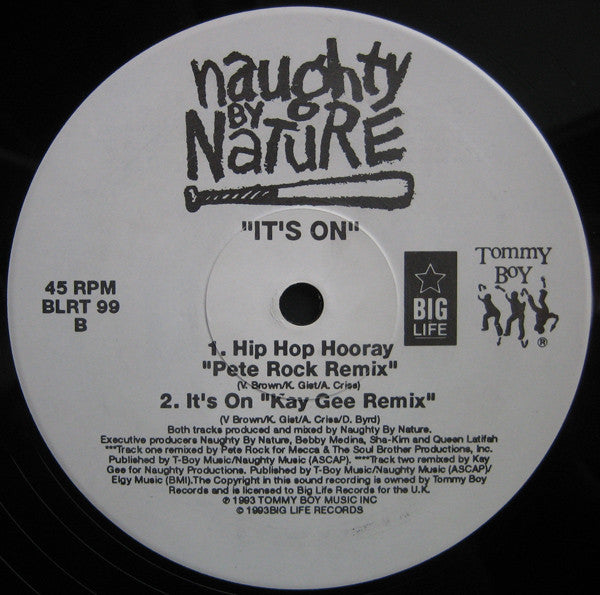 naughty
BY
NATURE
"IT'S ON"
45 RPM
BLRT 99
B
BIG
LIFE
Tommy
Boy
®
1. Hip Hop Hooray
"Pete Rock Remix"
(V. Brown/K. Gist/A. Criss)
2. It's On "Kay Gee Remix"
(V Brown/K. Gist/A. Criss/D. Byrd)
Both tracks produced and mixed by Naughty By Nature.
Executive producers Naughty By Nature, Bebby Medina, Sha-Kim and Queen Latifah
***Track one remixed by Pete Rock for Mecca & The Soul Brother Productions, Inc.
Published by T-Boy Music/Naughty Music (ASCAP). ****Track two remixed by Kay
Gee for Naughty Productions. Published by T-Boy Music/Naughty Music (ASCAP)/
Elgy Music (BMI).The Copyright in this sound recording is owned by Tommy Boy
Records and is licensed to Big Life Records for the U.K.
℗ 1993 TOMMY BOY MUSIC INC
© 1993BIG LIFE RECORDS